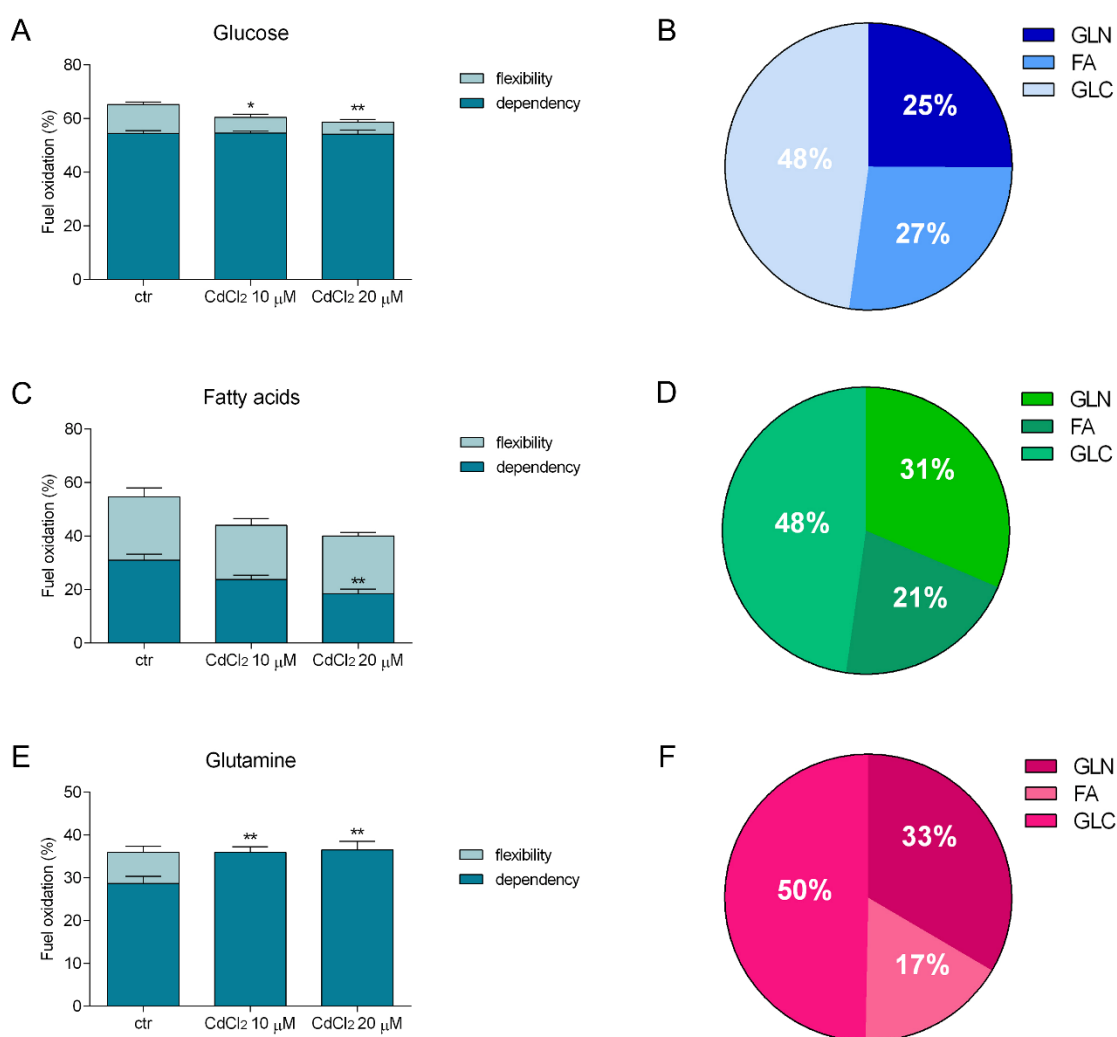 A
Glucose
Fuel oxidation (%)
80
60
40
20
0
*
**
ctr
CdCl2 10 μM
CdCl2 20 μM
flexibility
dependency
B
25%
48%
27%
GLN
FA
GLC
C
Fatty acids
Fuel oxidation (%)
80
60
40
20
0
**
ctr
CdCl2 10 μM
CdCl2 20 μM
flexibility
dependency
D
31%
48%
21%
GLN
FA
GLC
E
Glutamine
Fuel oxidation (%)
50
40
30
20
10
0
**
**
ctr
CdCl2 10 μM
CdCl2 20 μM
flexibility
dependency
F
33%
50%
17%
GLN
FA
GLC